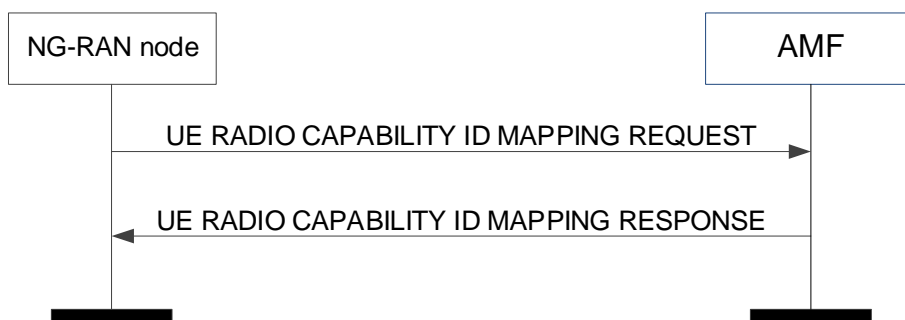 NG-RAN node
AMF
UE RADIO CAPABILITY ID MAPPING REQUEST
UE RADIO CAPABILITY ID MAPPING RESPONSE